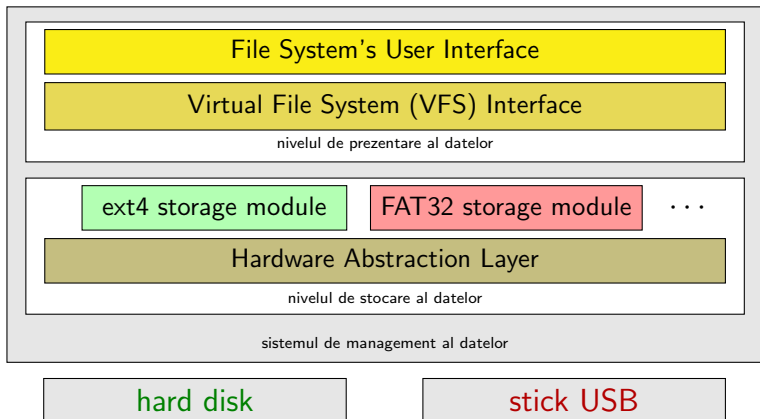 File System's User Interface
Virtual File System (VFS) Interface
nivelul de prezentare al datelor
ext4 storage module
FAT32 storage module
···
Hardware Abstraction Layer
nivelul de stocare al datelor
sistemul de management al datelor
hard disk
stick USB